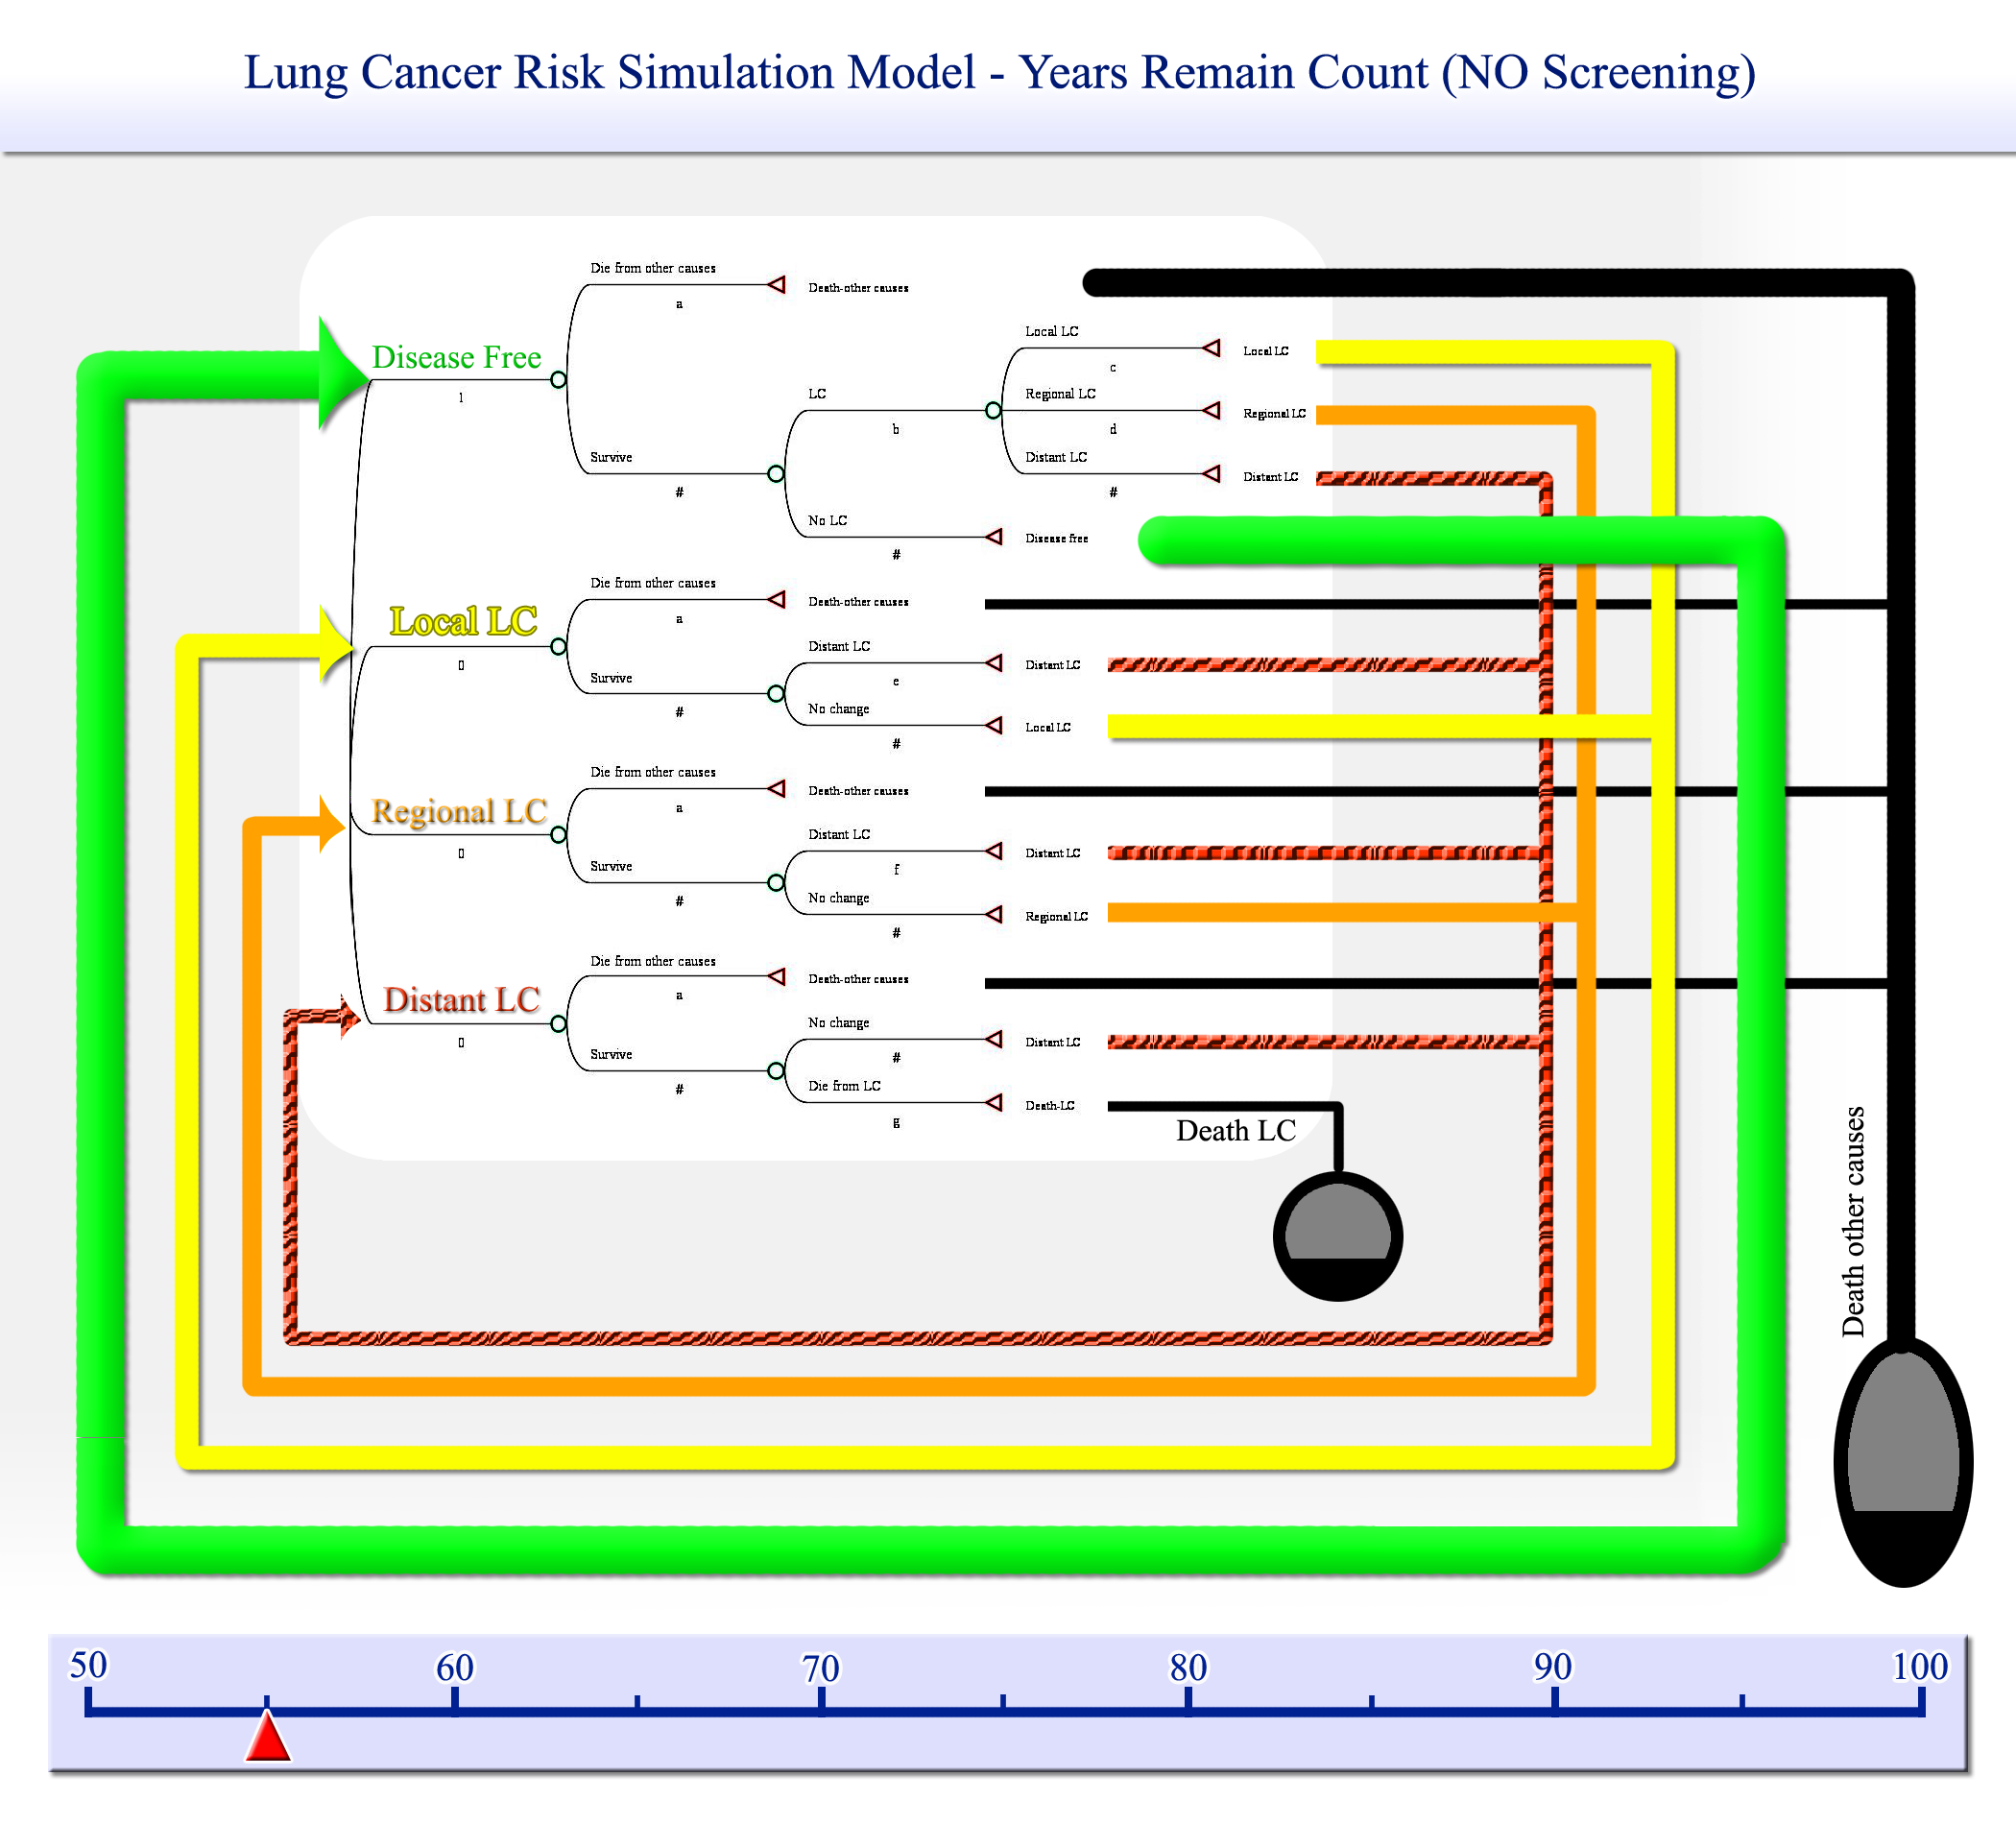 Lung Cancer Risk Simulation Model - Years Remain Count (NO Screening)
Die from other causes
a
Death-other causes
Disease Free
1
Local LC
c
Local LC
LC
b
Regional LC
d
Regional LC
Survive
#
Distant LC
#
Distant LC
No LC
#
Disease free
Die from other causes
a
Death-other causes
Local LC
0
Distant LC
e
Distant LC
Survive
#
No change
#
Local LC
Die from other causes
a
Death-other causes
Regional LC
0
Distant LC
f
Distant LC
Survive
#
No change
#
Regional LC
Die from other causes
a
Death-other causes
Distant LC
0
No change
#
Distant LC
Survive
#
Die from LC
g
Death-LC
Death LC
Death other causes
50 60 70 80 90 100